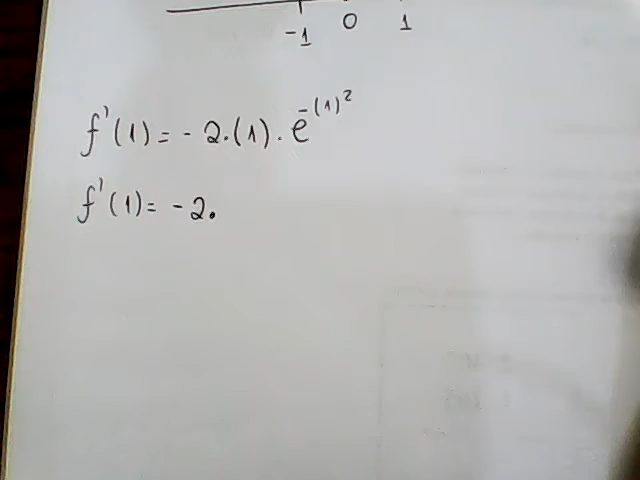 -1 0 1
f'(1) = - 2.(1) . e^-(1)^2
f'(1) = - 2.